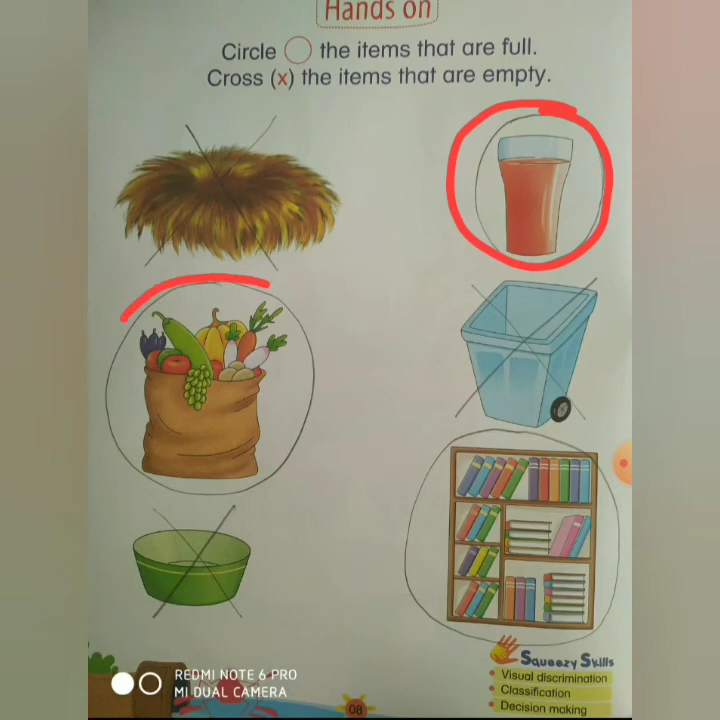 Hands on
Circle the items that are full.
Cross (x) the items that are empty.
Squeezy Skills
Visual discrimination
Classification
Decision making
REDMI NOTE 6 PRO
MI DUAL CAMERA
08